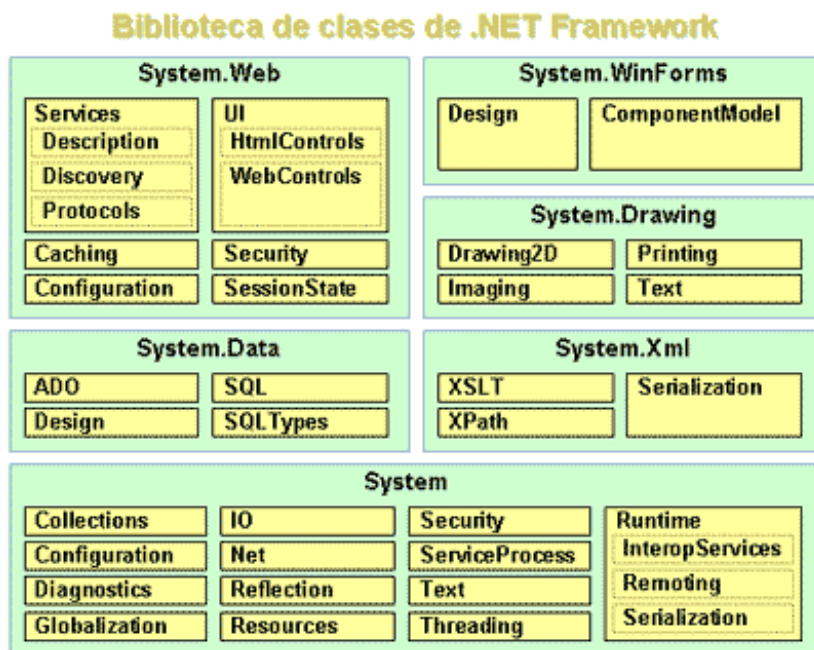 Biblioteca de clases de .NET Framework
System.Web
Services
Description
Discovery
Protocols
UI
HtmlControls
WebControls
Caching
Security
Configuration
SessionState
System.WinForms
Design
ComponentModel
System.Drawing
Drawing2D
Printing
Imaging
Text
System.Data
ADO
SQL
Design
SQLTypes
System.Xml
XSLT
Serialization
XPath
System
Collections
Configuration
Diagnostics
Globalization
IO
Net
Reflection
Resources
Security
ServiceProcess
Text
Threading
Runtime
InteropServices
Remoting
Serialization